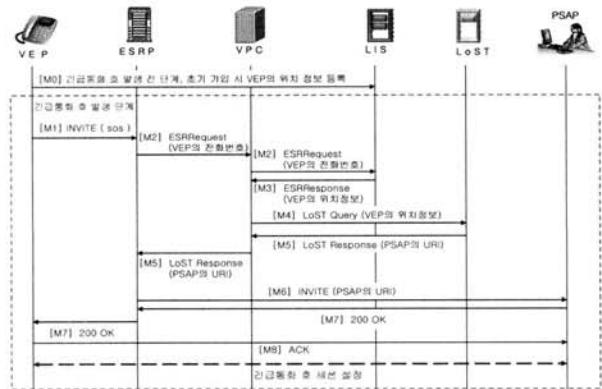 PSAP
VEP ESRP VPC LIS LoST
[M0] 긴급통화 호 발생 전 단계, 초기 가입 시 VEP의 위치 정보 등록
긴급통화 호 발생 단계
[M1] INVITE ( sos )
[M2] ESRRequest
(VEP의 전화번호)
[M2] ESRRequest
(VEP의 전화번호)
[M3] ESRResponse
(VEP의 위치정보)
[M4] LoST Query (VEP의 위치정보)
[M5] LoST Response (PSAP의 URI)
[M5] LoST Response
(PSAP의 URI)
[M6] INVITE (PSAP의 URI)
[M7] 200 OK
[M7] 200 OK
[M8] ACK
긴급통화 호 세션 설정